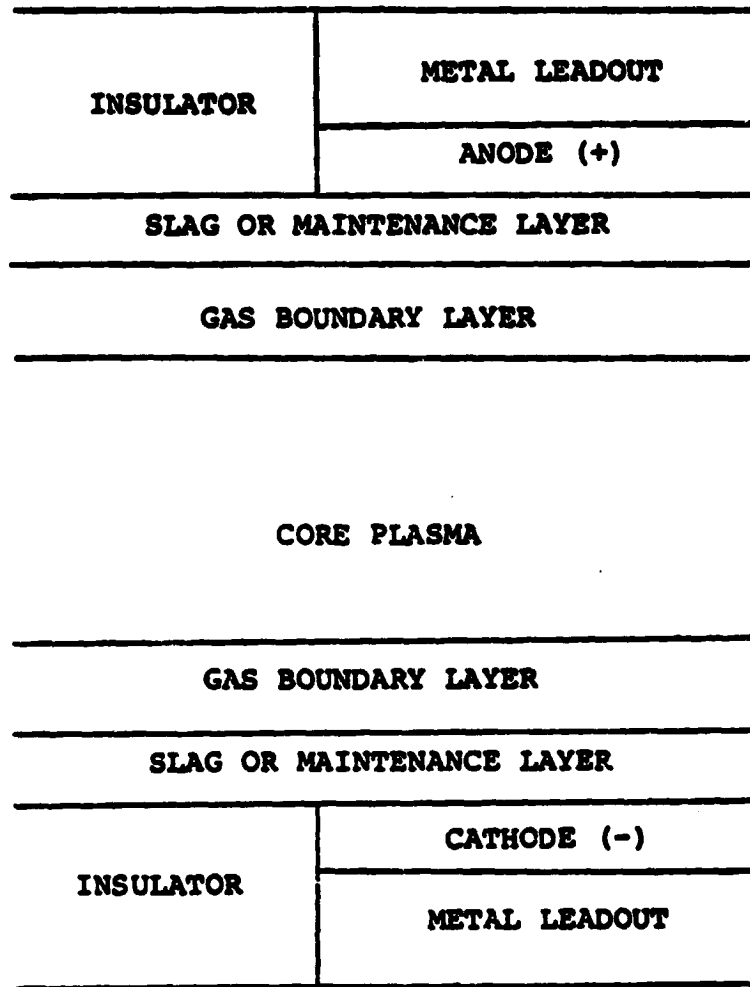 METAL LEADOUT
INSULATOR
ANODE (+)
SLAG OR MAINTENANCE LAYER
GAS BOUNDARY LAYER
CORE PLASMA
GAS BOUNDARY LAYER
SLAG OR MAINTENANCE LAYER
CATHODE (-)
INSULATOR
METAL LEADOUT